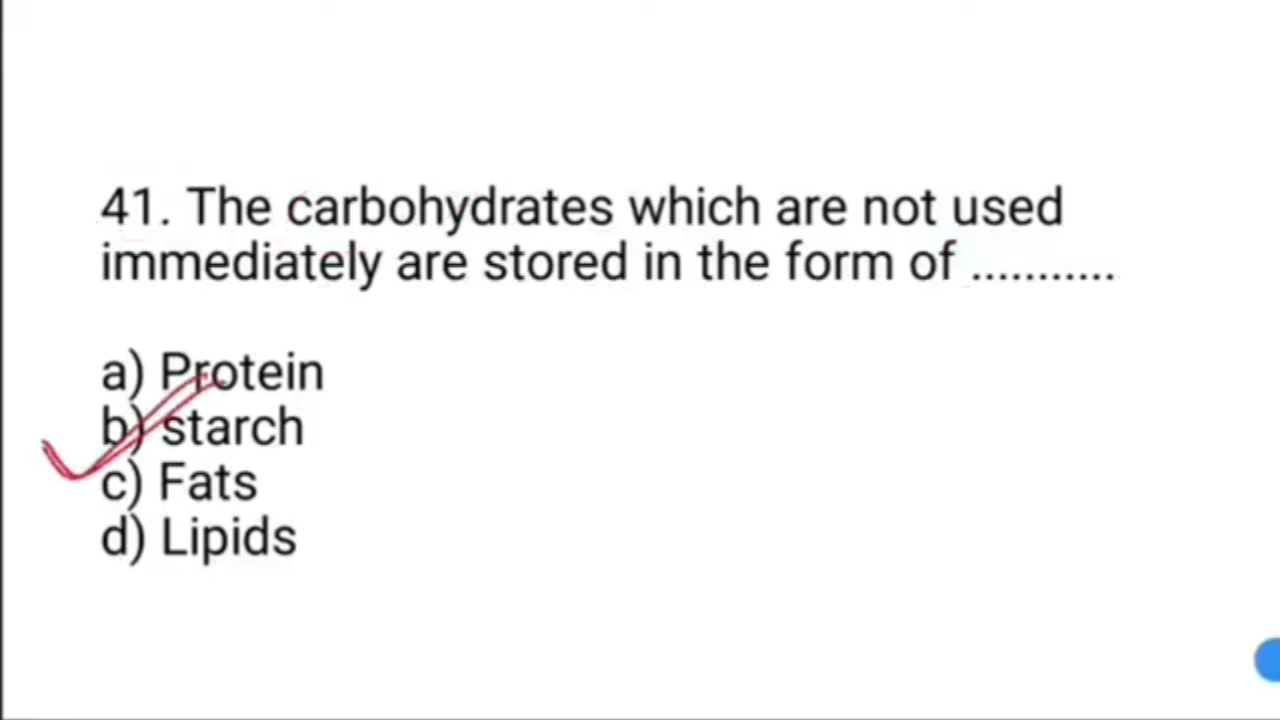 41. The carbohydrates which are not used
immediately are stored in the form of ...........
a) Protein
b) starch
c) Fats
d) Lipids